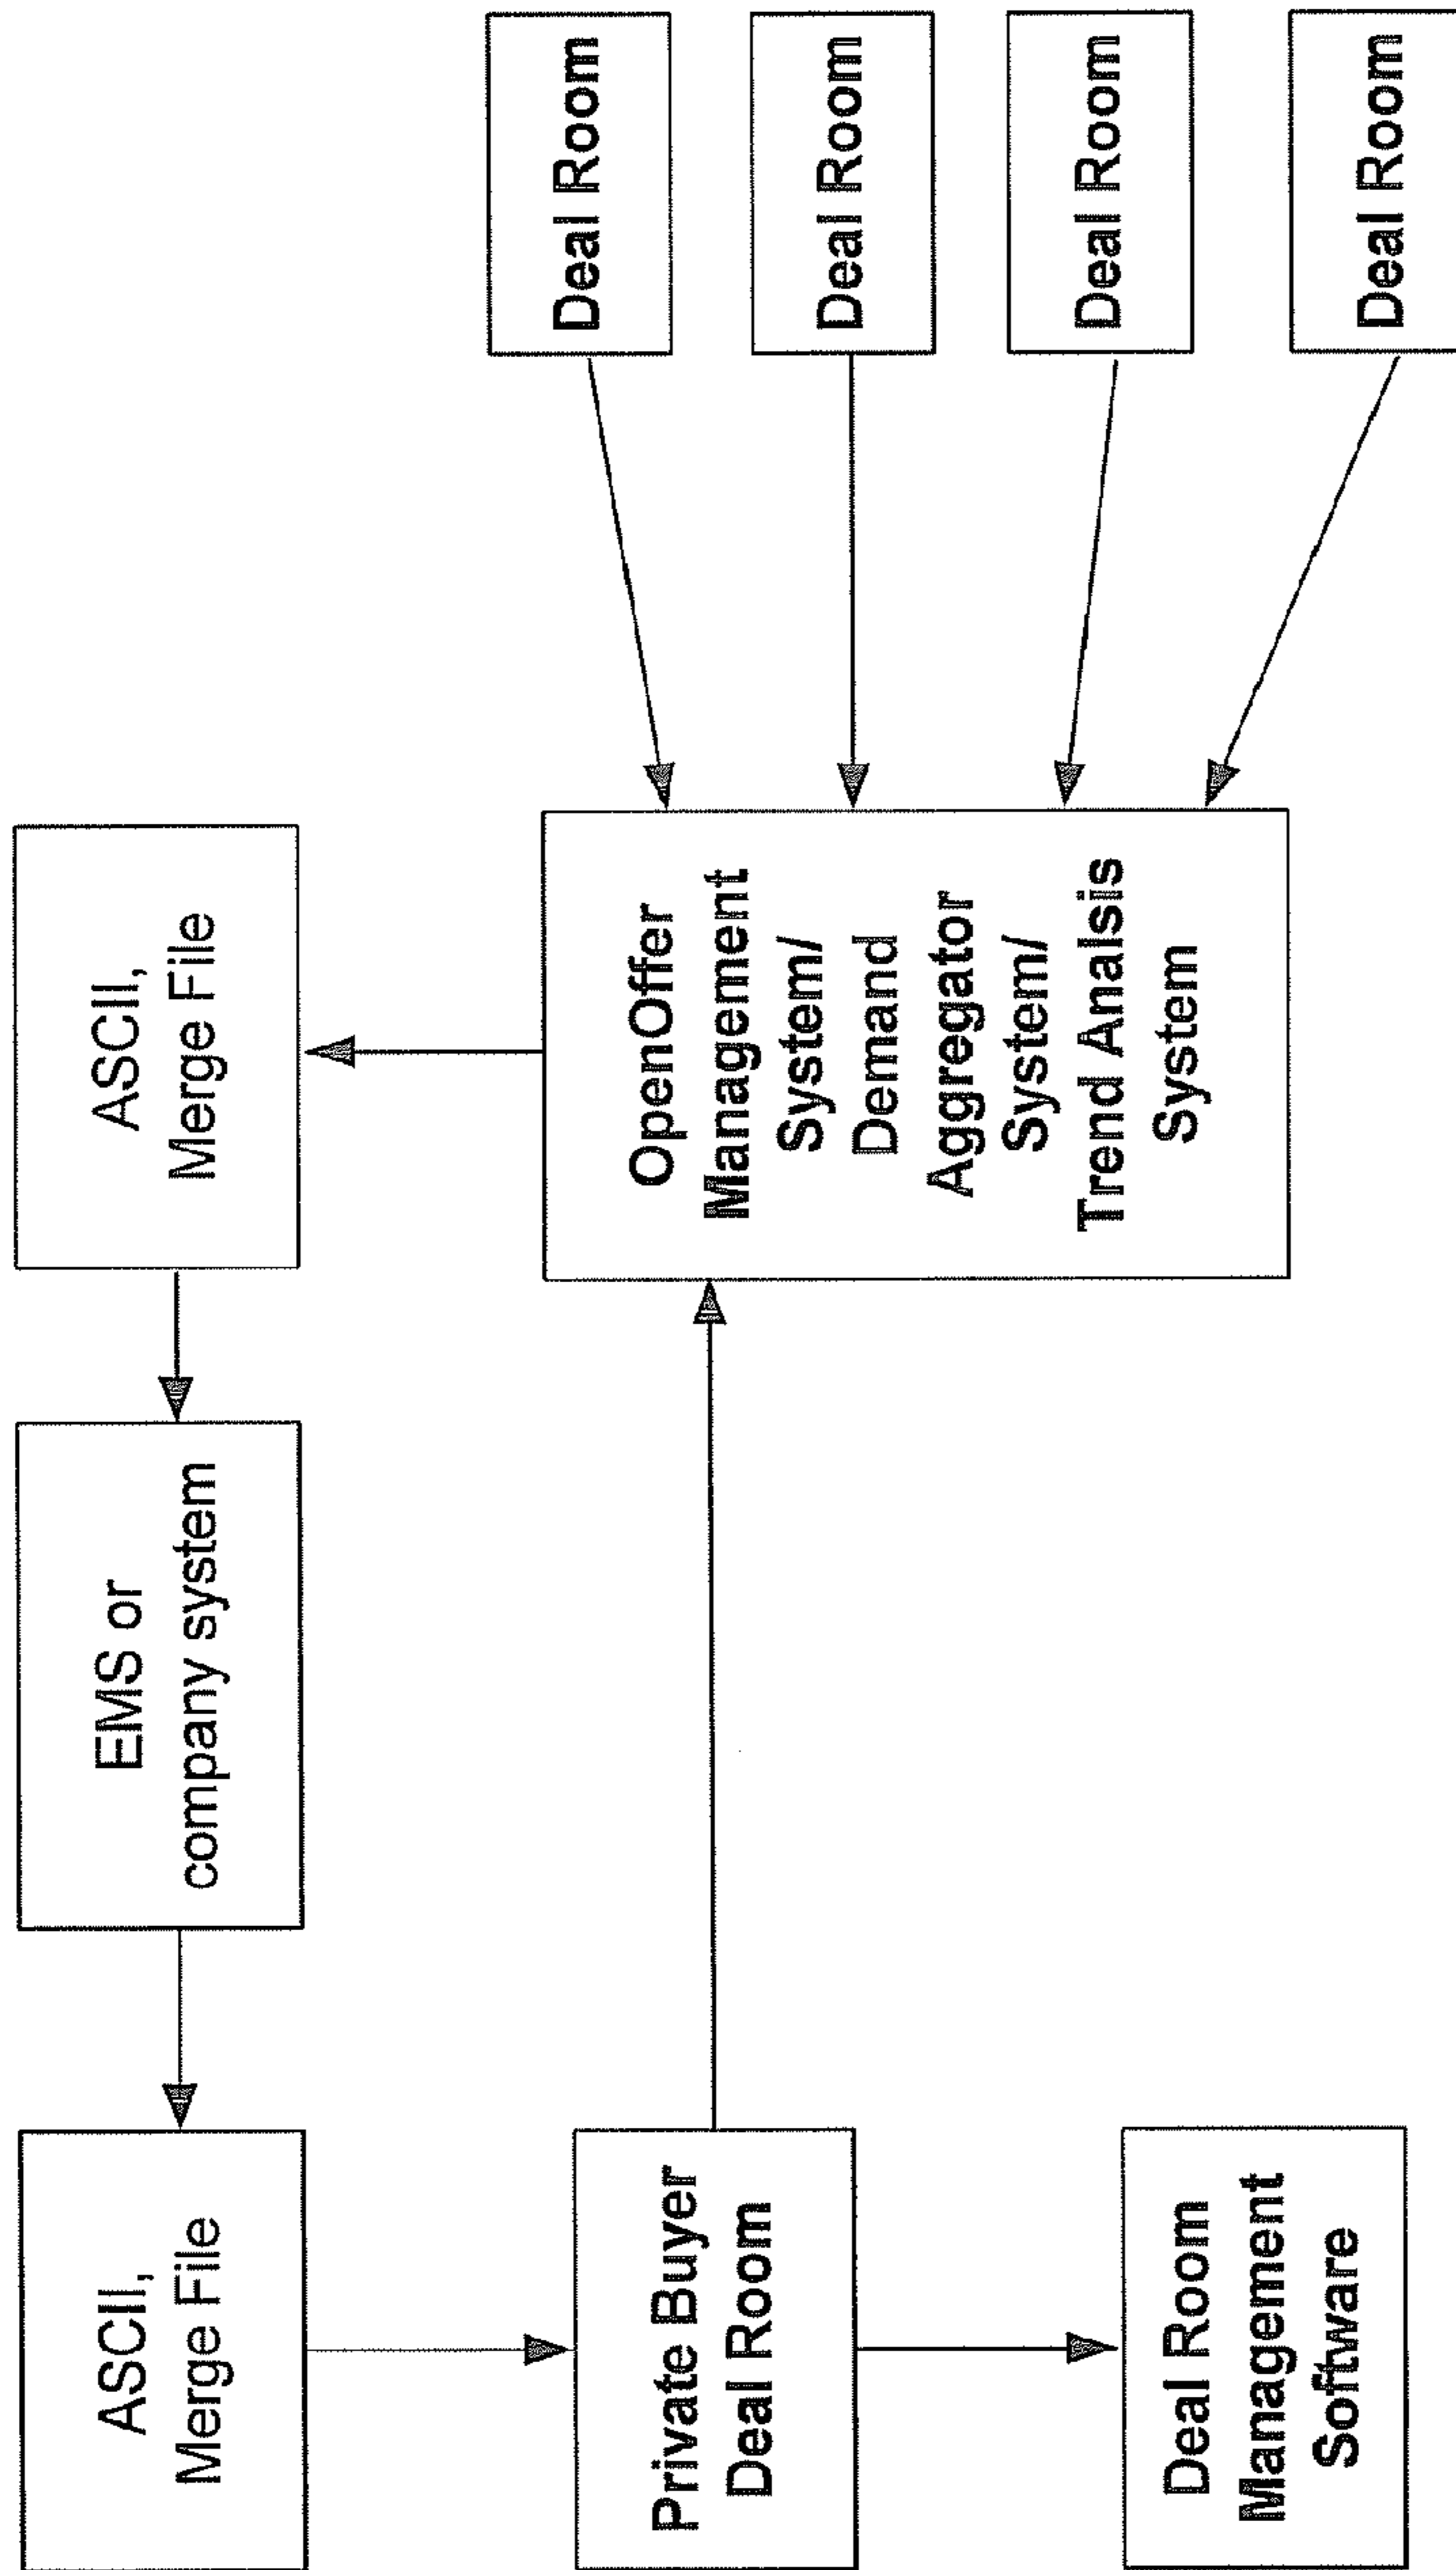 ASCII,
Merge File
EMS or
company system
ASCII,
Merge File
Private Buyer
Deal Room
Deal Room
Management
Software
OpenOffer
Management
System/
Demand
Aggregator
System/
Trend Analsis
System
Deal Room
Deal Room
Deal Room
Deal Room